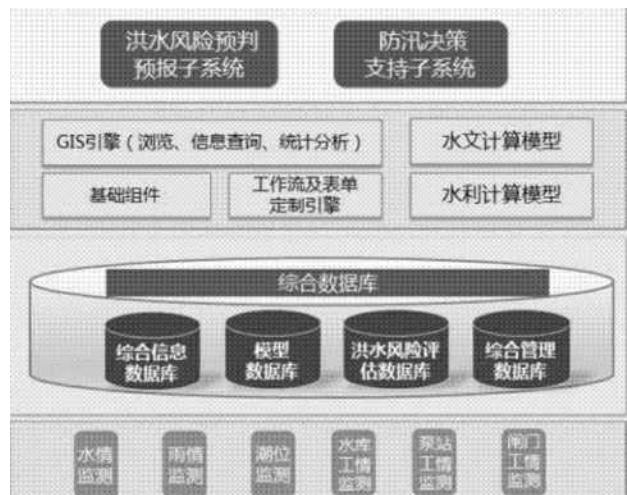 洪水风险预判
预报子系统
防汛决策
支持子系统
GIS引擎（浏览、信息查询、统计分析）
水文计算模型
基础组件
工作流及表单
定制引擎
水利计算模型
综合数据库
综合信息
数据库
模型
数据库
洪水风险评
估数据库
综合管理
数据库
水情
监测
雨情
监测
潮位
监测
水库
工情
监测
泵站
工情
监测
闸门
工情
监测